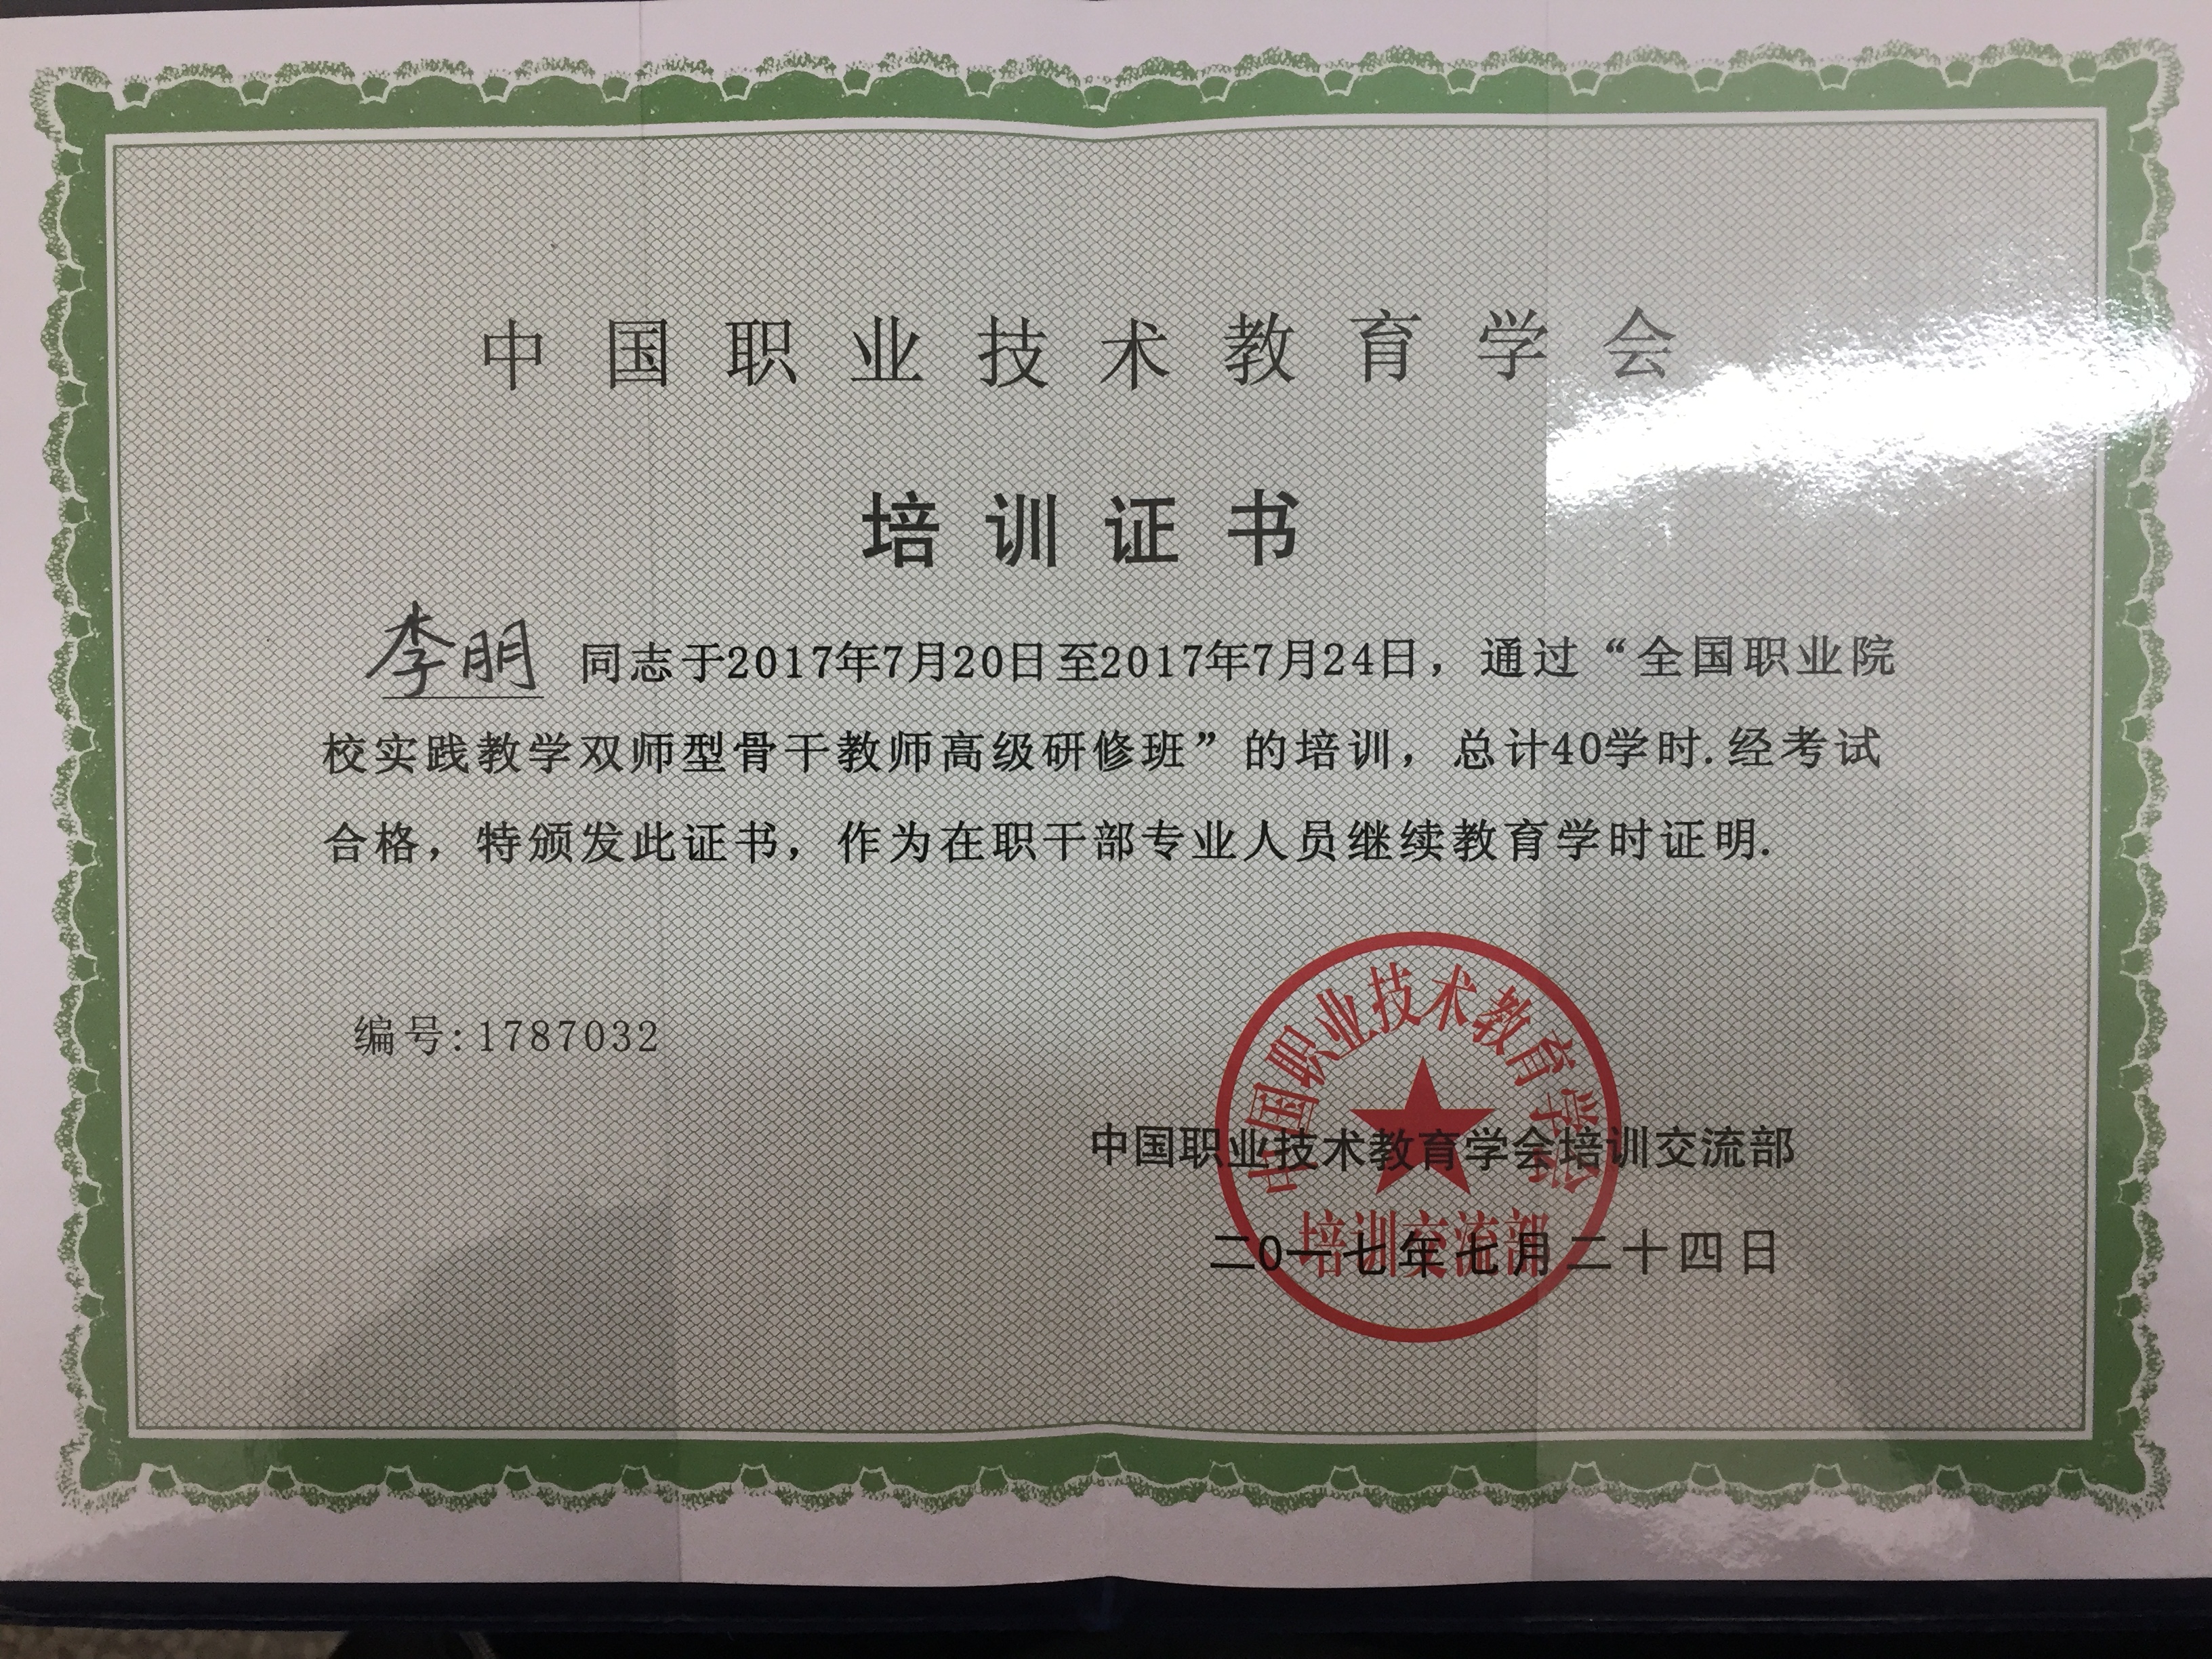 中国职业技术教育学会
培训证书
李朋 同志于2017年7月20日至2017年7月24日，通过“全国职业院
校实践教学双师型骨干教师高级研修班”的培训，总计40学时.经考试
合格，特颁发此证书，作为在职干部专业人员继续教育学时证明.
编号:1787032
中国职业技术教育学会
培训交流部
中国职业技术教育学会培训交流部
二0一七年七月二十四日